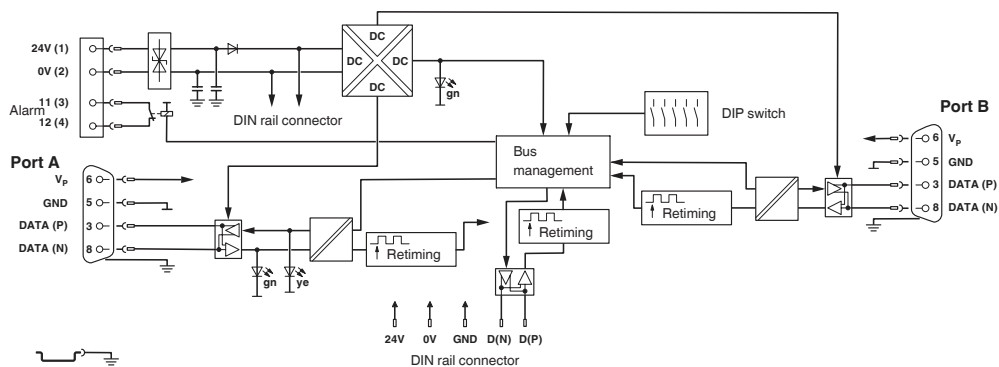 24V (1)
0V (2)
11 (3)
Alarm
12 (4)
DC
DC
DC
DC
gn
DIN rail connector
DIP switch
Bus
management
Port A
6
V_P
5
GND
3
DATA (P)
8
DATA (N)
gn
ye
Retiming
Retiming
Retiming
Port B
6
V_P
5
GND
3
DATA (P)
8
DATA (N)
24V
0V
GND
D(N)
D(P)
DIN rail connector